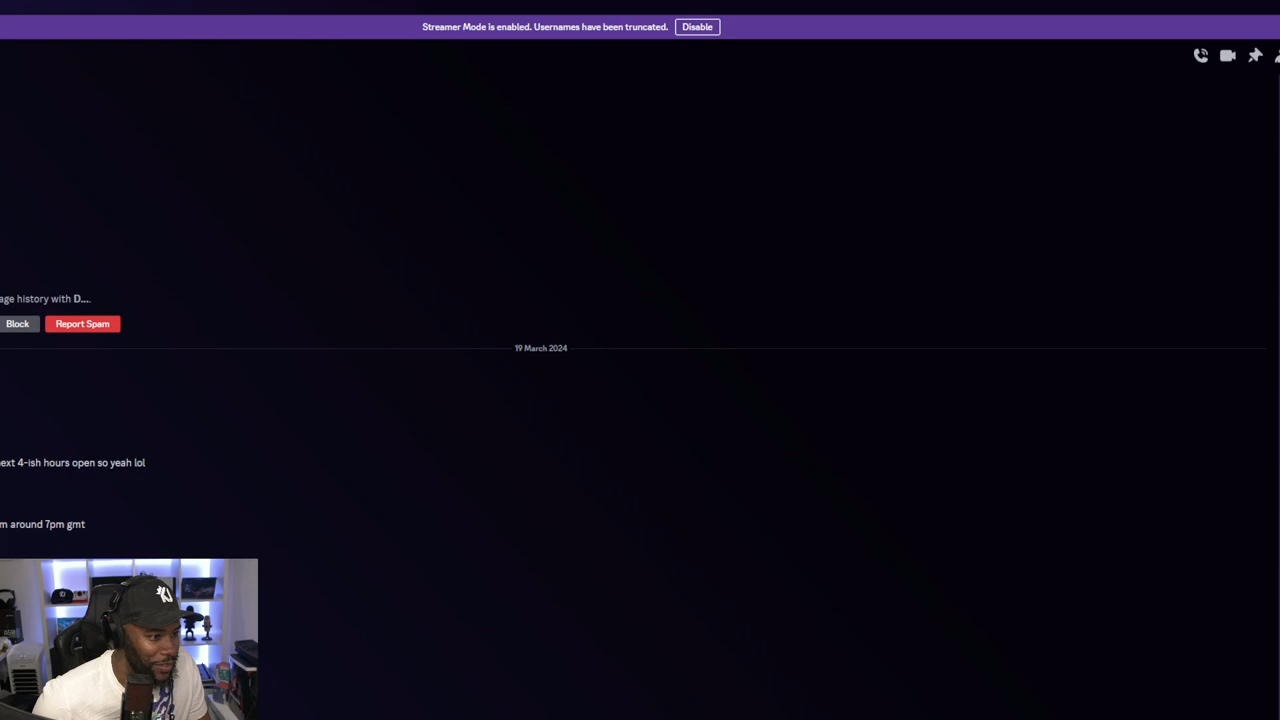 Streamer Mode is enabled. Usernames have been truncated. Disable
age history with D....
Block Report Spam
19 March 2024
ext 4-ish hours open so yeah lol
m around 7pm gmt